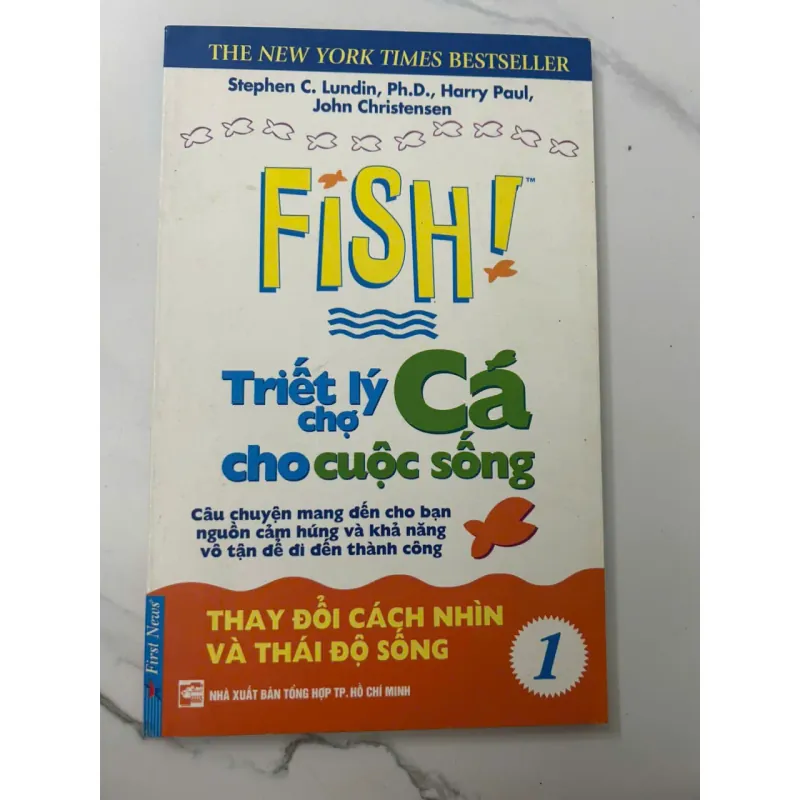 THE NEW YORK TIMES BESTSELLER
Stephen C. Lundin, Ph.D., Harry Paul,
John Christensen
FiSH!™
Triết lý chợ Cá
cho cuộc sống
Câu chuyện mang đến cho bạn
nguồn cảm hứng và khả năng
vô tận để đi đến thành công
THAY ĐỔI CÁCH NHÌN
VÀ THÁI ĐỘ SỐNG
1
First News
NHÀ XUẤT BẢN TỔNG HỢP TP. HỒ CHÍ MINH